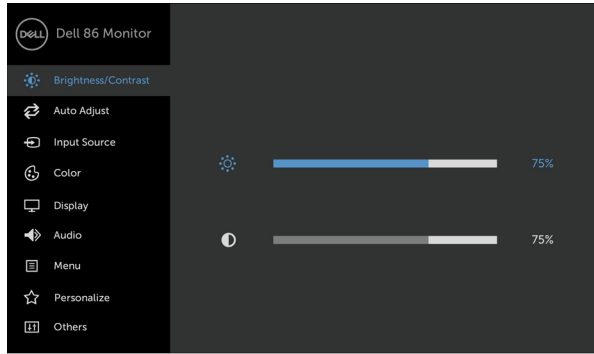 DELL Dell 86 Monitor
Brightness/Contrast
Auto Adjust
Input Source
Color
75%
Display
Audio
75%
Menu
Personalize
Others